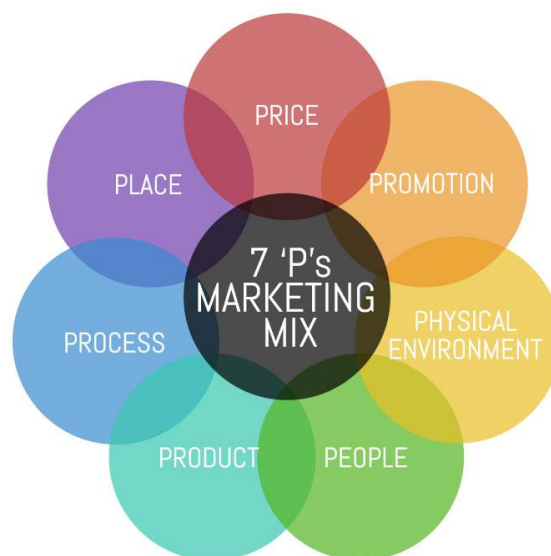 PRICE
PROMOTION
PHYSICAL
ENVIRONMENT
PEOPLE
PRODUCT
PROCESS
PLACE
7 ‘P’s
MARKETING
MIX